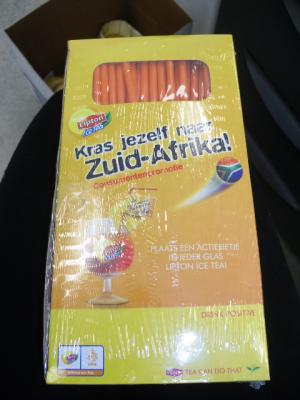 Lipton
ICE TEA
Kras jezelf naar
Zuid-Afrika!
Consumentenpromotie
PLAATS EEN ACTIEBIETJE
IN IEDER GLAS
LIPTON ICE TEA!
DRINK POSITIVE
TEA CAN DO THAT